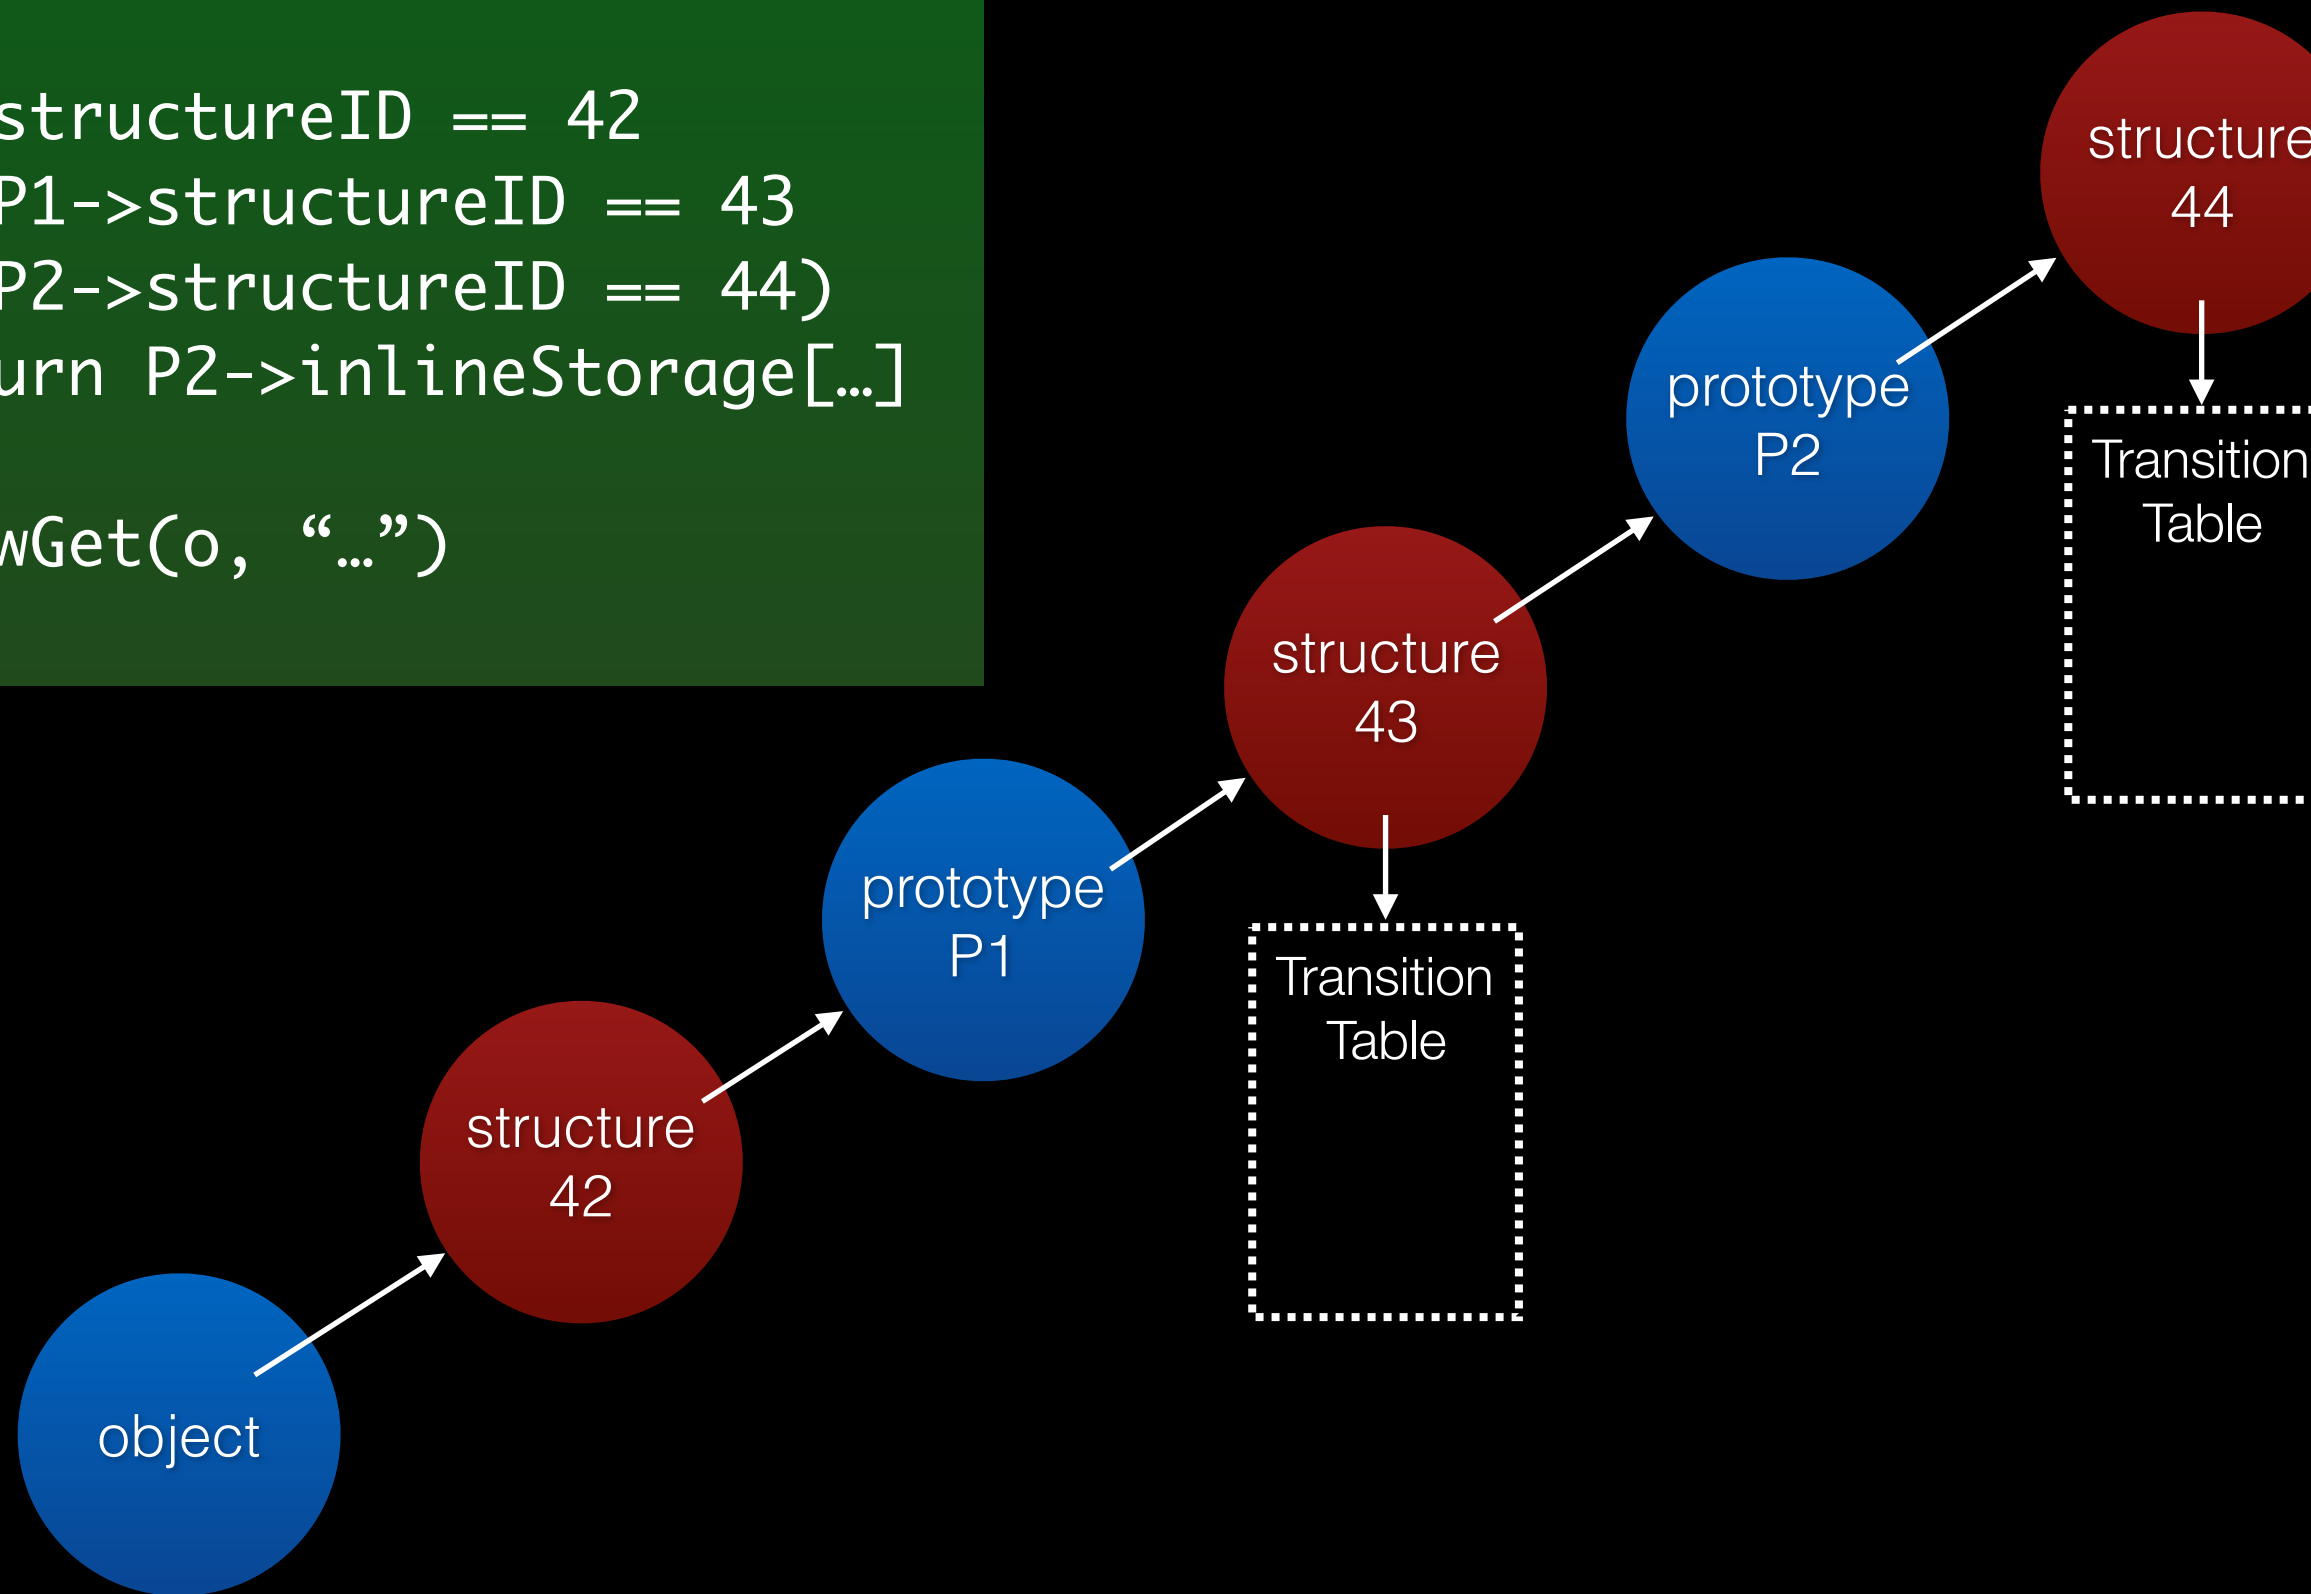 structureID == 42
P1->structureID == 43
P2->structureID == 44)
urn P2->inlineStorage[…]
wGet(o, “…”)
structure
44
prototype
P2
Transition
Table
structure
43
prototype
P1
Transition
Table
structure
42
object